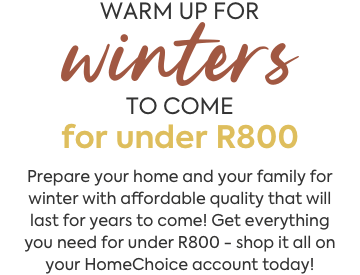 WARM UP FOR
winters
TO COME
for under R800
Prepare your home and your family for
winter with affordable quality that will
last for years to come! Get everything
you need for under R800 - shop it all on
your HomeChoice account today!